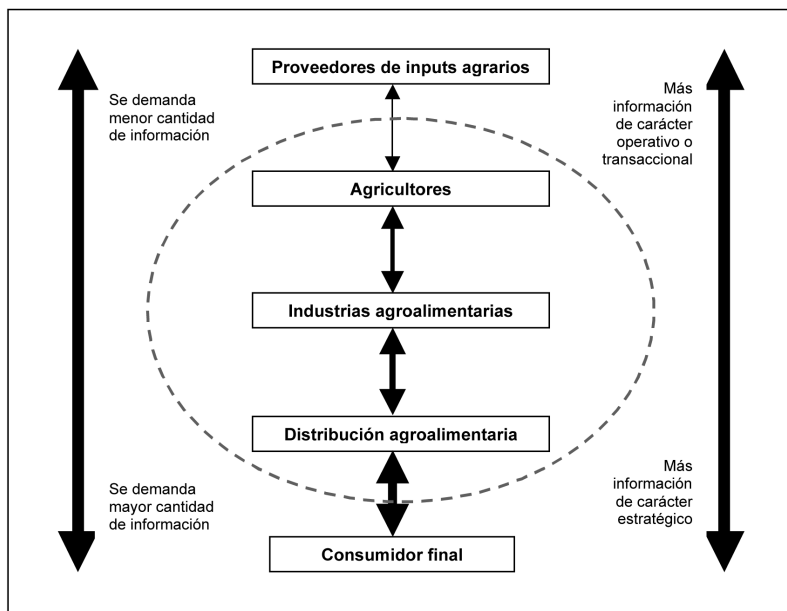 Proveedores de inputs agrarios
Se demanda
menor cantidad
de información
Más
información
de carácter
operativo o
transaccional
Agricultores
Industrias agroalimentarias
Distribución agroalimentaria
Se demanda
mayor cantidad
de información
Más
información
de carácter
estratégico
Consumidor final